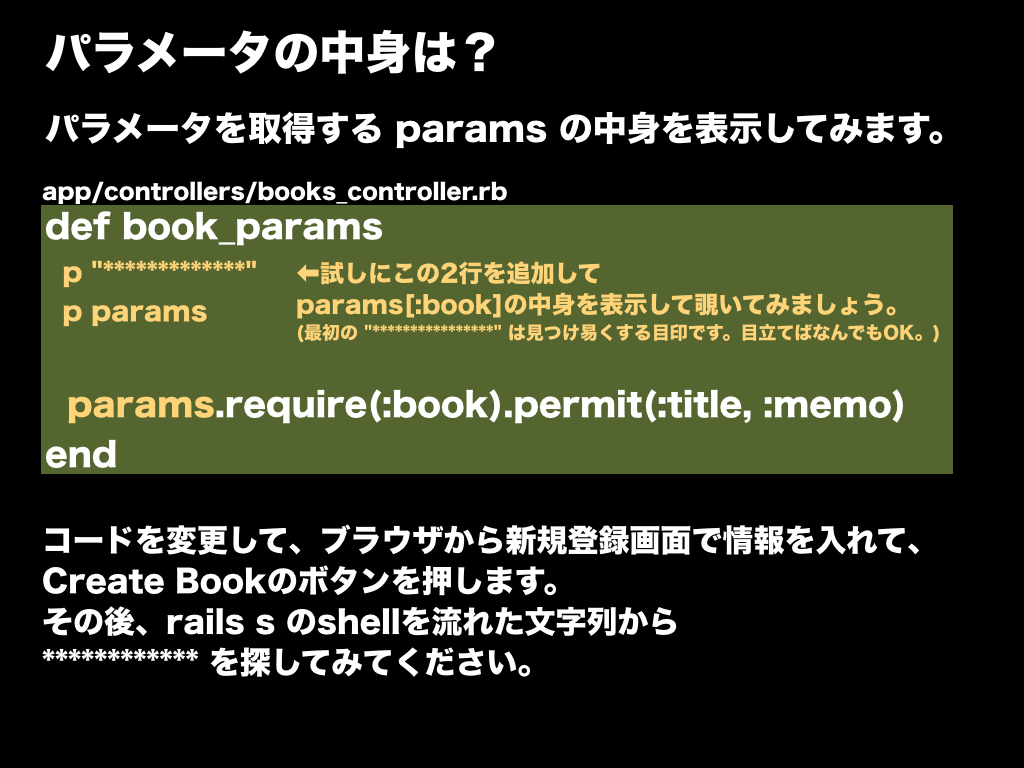 パラメータの中身は？
パラメータを取得する params の中身を表示してみます。
app/controllers/books_controller.rb
def book_params
p "*************"
←試しにこの2行を追加して
p params
params[:book]の中身を表示して覗いてみましょう。
(最初の "****************" は見つけ易くする目印です。目立てばなんでもOK。)
params.require(:book).permit(:title, :memo)
end
コードを変更して、ブラウザから新規登録画面で情報を入れて、
Create Bookのボタンを押します。
その後、rails s のshellを流れた文字列から
************ を探してみてください。